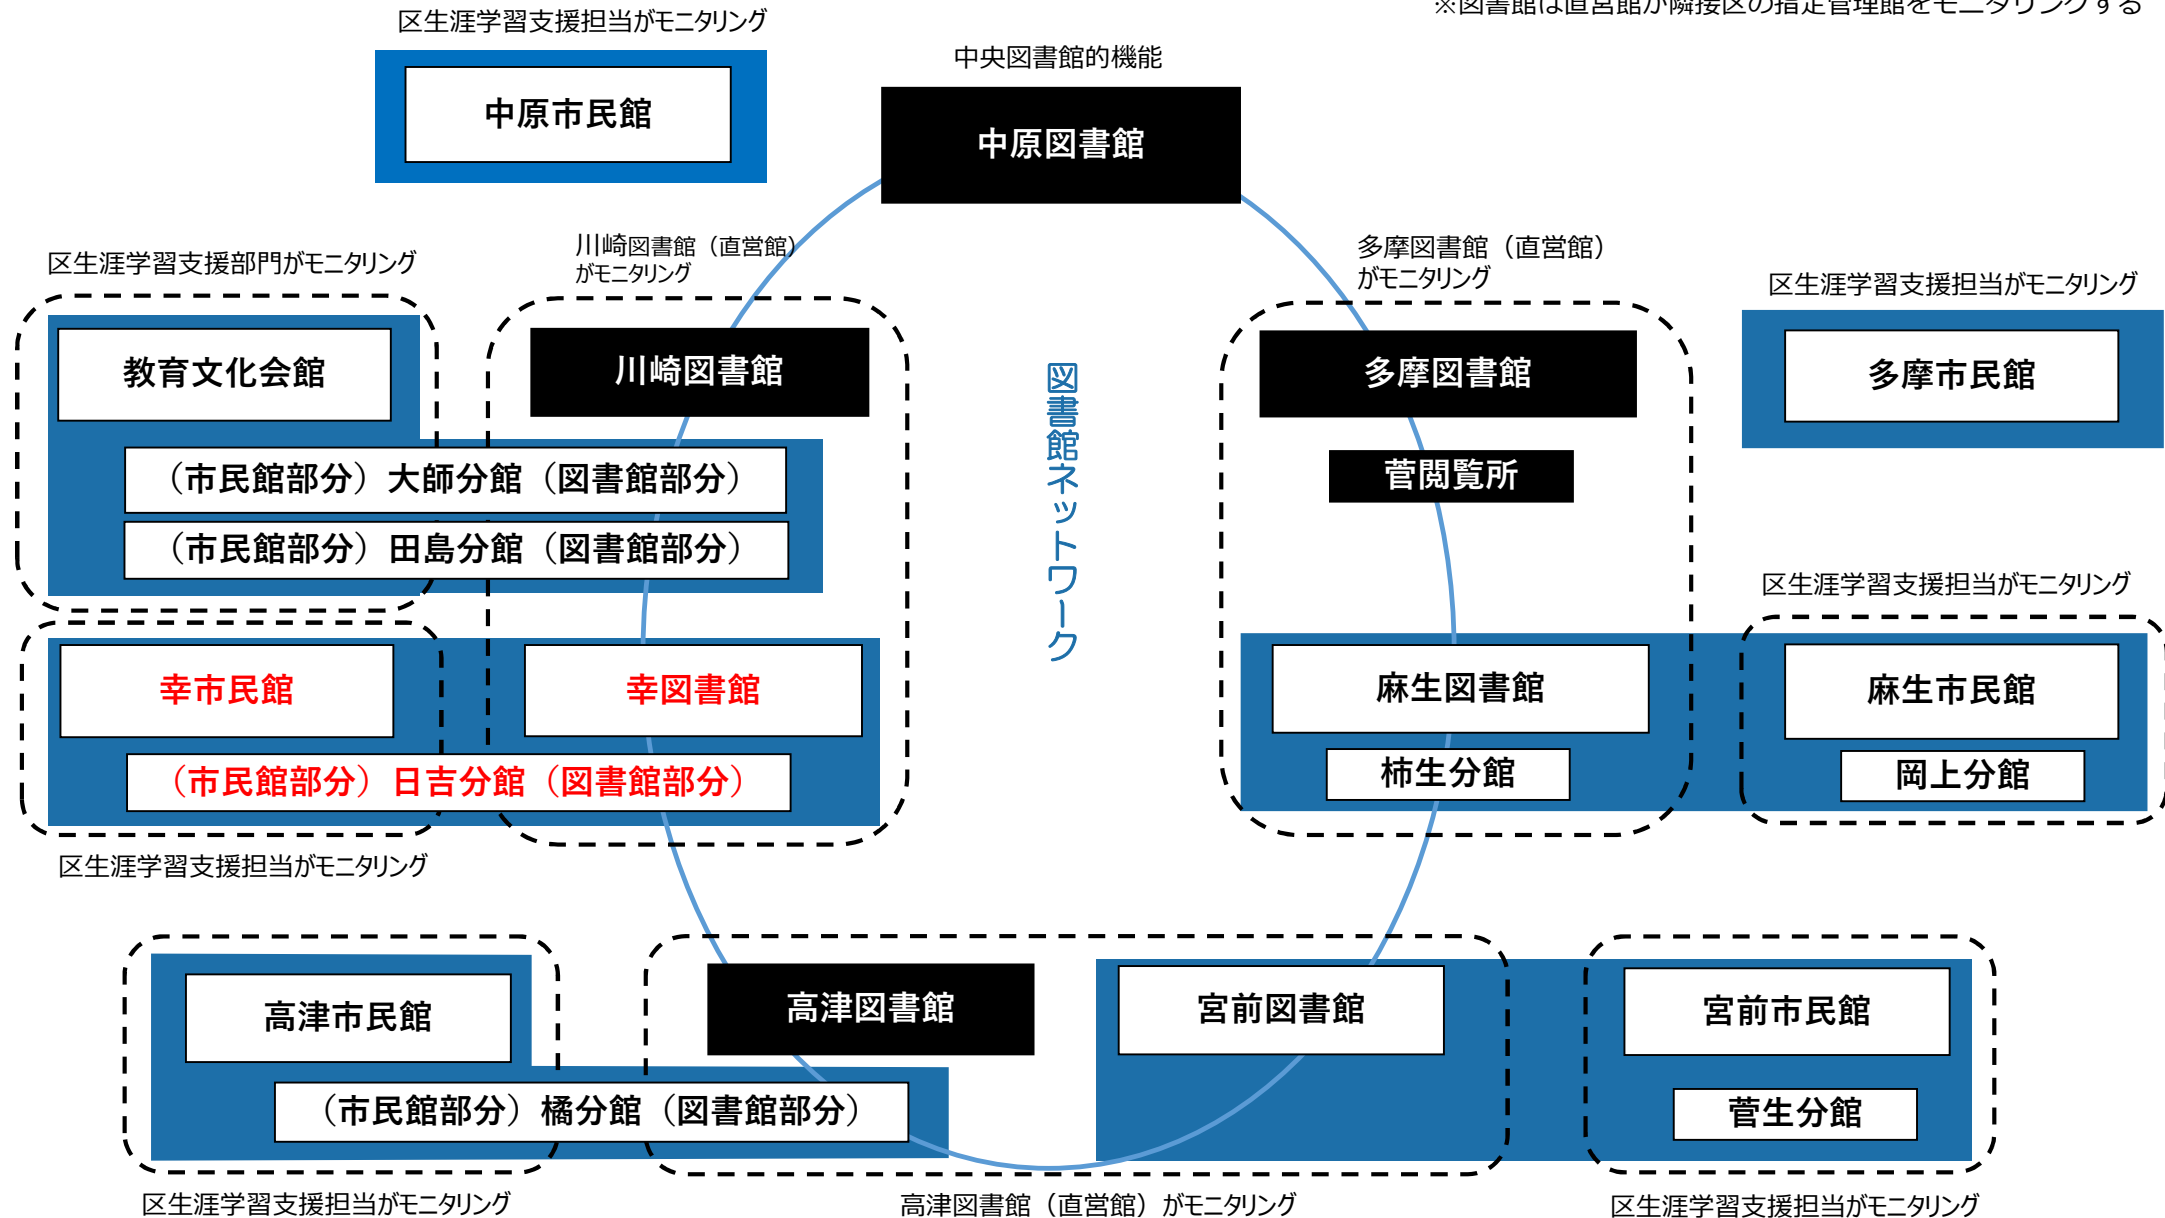 ※図書館は直営館が隣接区の指定管理館をモニタリングする
区生涯学習支援担当がモニタリング
中原市民館
中央図書館的機能
中原図書館
区生涯学習支援部門がモニタリング
教育文化会館
川崎図書館（直営館）
がモニタリング
川崎図書館
（市民館部分）大師分館（図書館部分）
（市民館部分）田島分館（図書館部分）
幸市民館
幸図書館
（市民館部分）日吉分館（図書館部分）
区生涯学習支援担当がモニタリング
図書館ネットワーク
多摩図書館（直営館）
がモニタリング
多摩図書館
菅閲覧所
区生涯学習支援担当がモニタリング
多摩市民館
区生涯学習支援担当がモニタリング
麻生図書館
柿生分館
麻生市民館
岡上分館
高津市民館
高津図書館
（市民館部分）橘分館（図書館部分）
宮前図書館
宮前市民館
菅生分館
区生涯学習支援担当がモニタリング
高津図書館（直営館）がモニタリング
区生涯学習支援担当がモニタリング